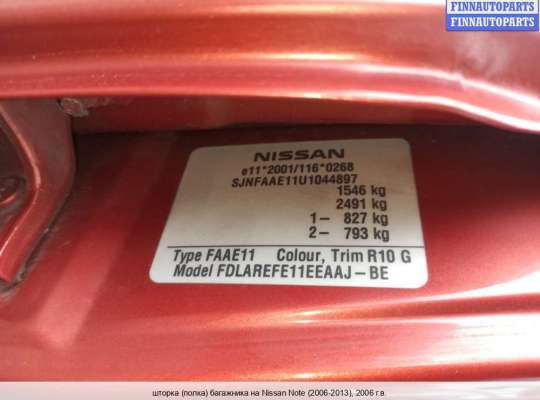 FINNAUTOPARTS
FINNAUTOPARTS
NISSAN
e11*2001/116*0268
SJNFAAE11U1044897
1546 kg
2491 kg
1- 827 kg
2- 793 kg
Type FAAE11 Colour, Trim R10 G
Model FDLAREFE11EEAAJ-BE
шторка (полка) багажника на Nissan Note (2006-2013), 2006 г.в.